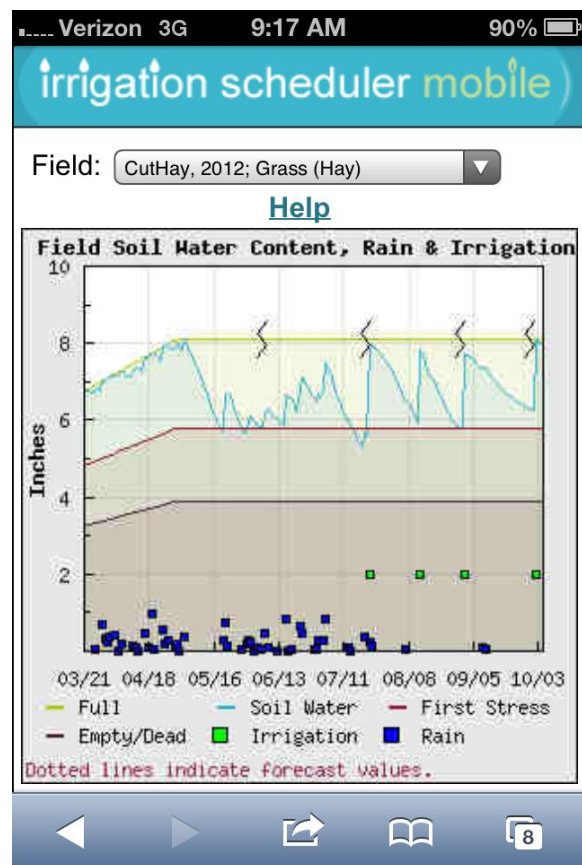 Verizon 3G 9:17 AM 90%
irrigation scheduler mobile
Field: CutHay, 2012; Grass (Hay)
Help
Field Soil Water Content, Rain & Irrigation
10
8
6
4
2
Inches
03/21 04/18 05/16 06/13 07/11 08/08 09/05 10/03
Full Soil Water First Stress
Empty/Dead Irrigation Rain
Dotted lines indicate forecast values.
8